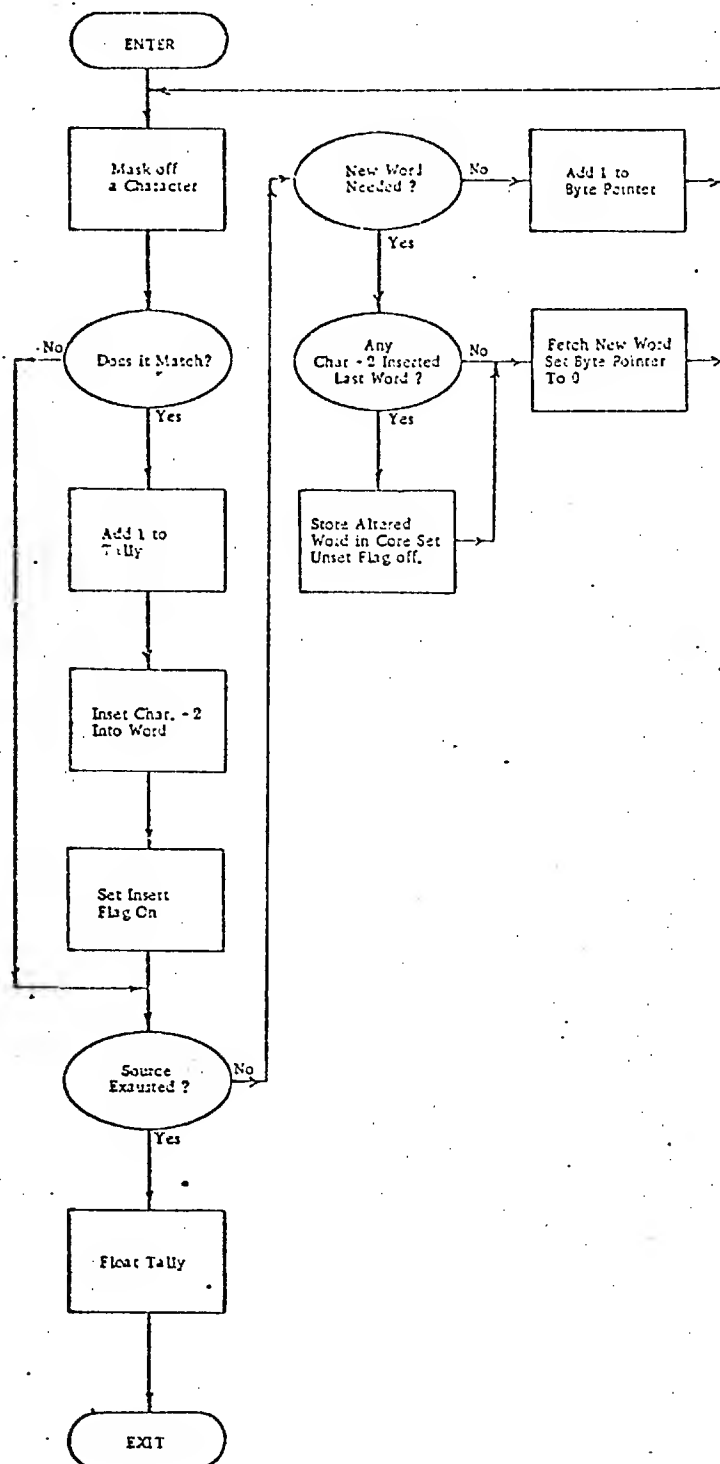 ENTER
Mask off
a Character
Does it Match?
No
Yes
Add 1 to
Tally
Inset Char. - 2
Into Word
Set Insert
Flag On
Source
Exausted ?
No
Yes
Float Tally
EXIT
New Word
Needed ?
No
Yes
Add 1 to
Byte Pointer
Any
Char - 2 Inserted
Last Word ?
No
Yes
Fetch New Word
Set Byte Pointer
To 0
Store Altered
Word in Core Set
Unset Flag off.